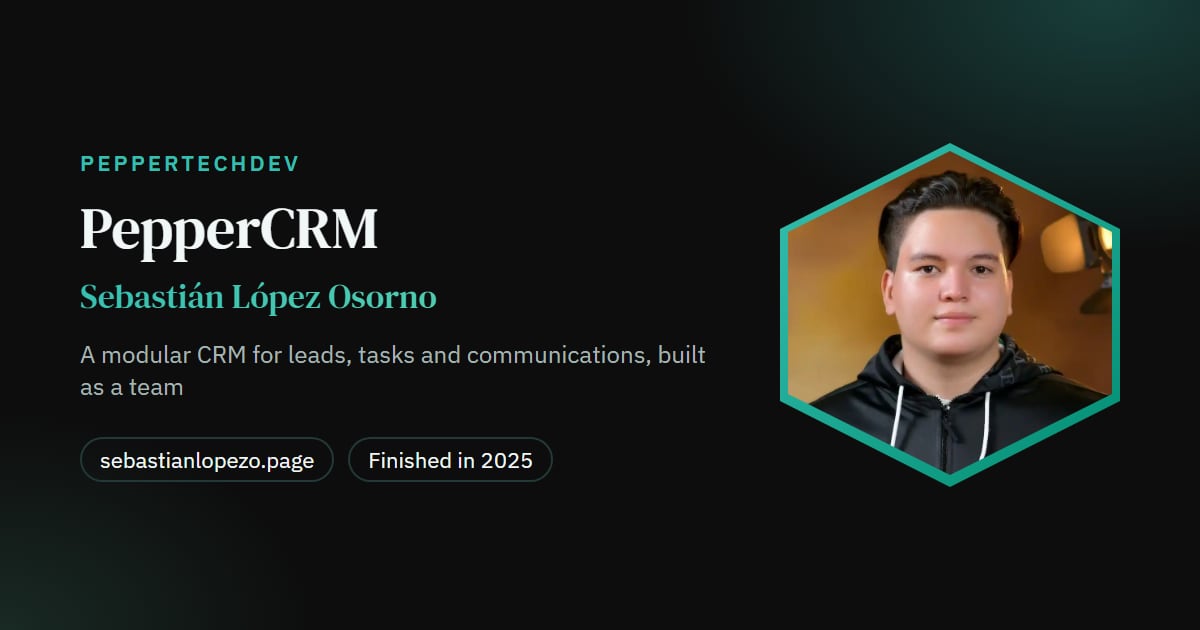 PEPPERTECHDEV
PepperCRM
Sebastián López Osorno
A modular CRM for leads, tasks and communications, built
as a team
sebastianlopezo.page
Finished in 2025